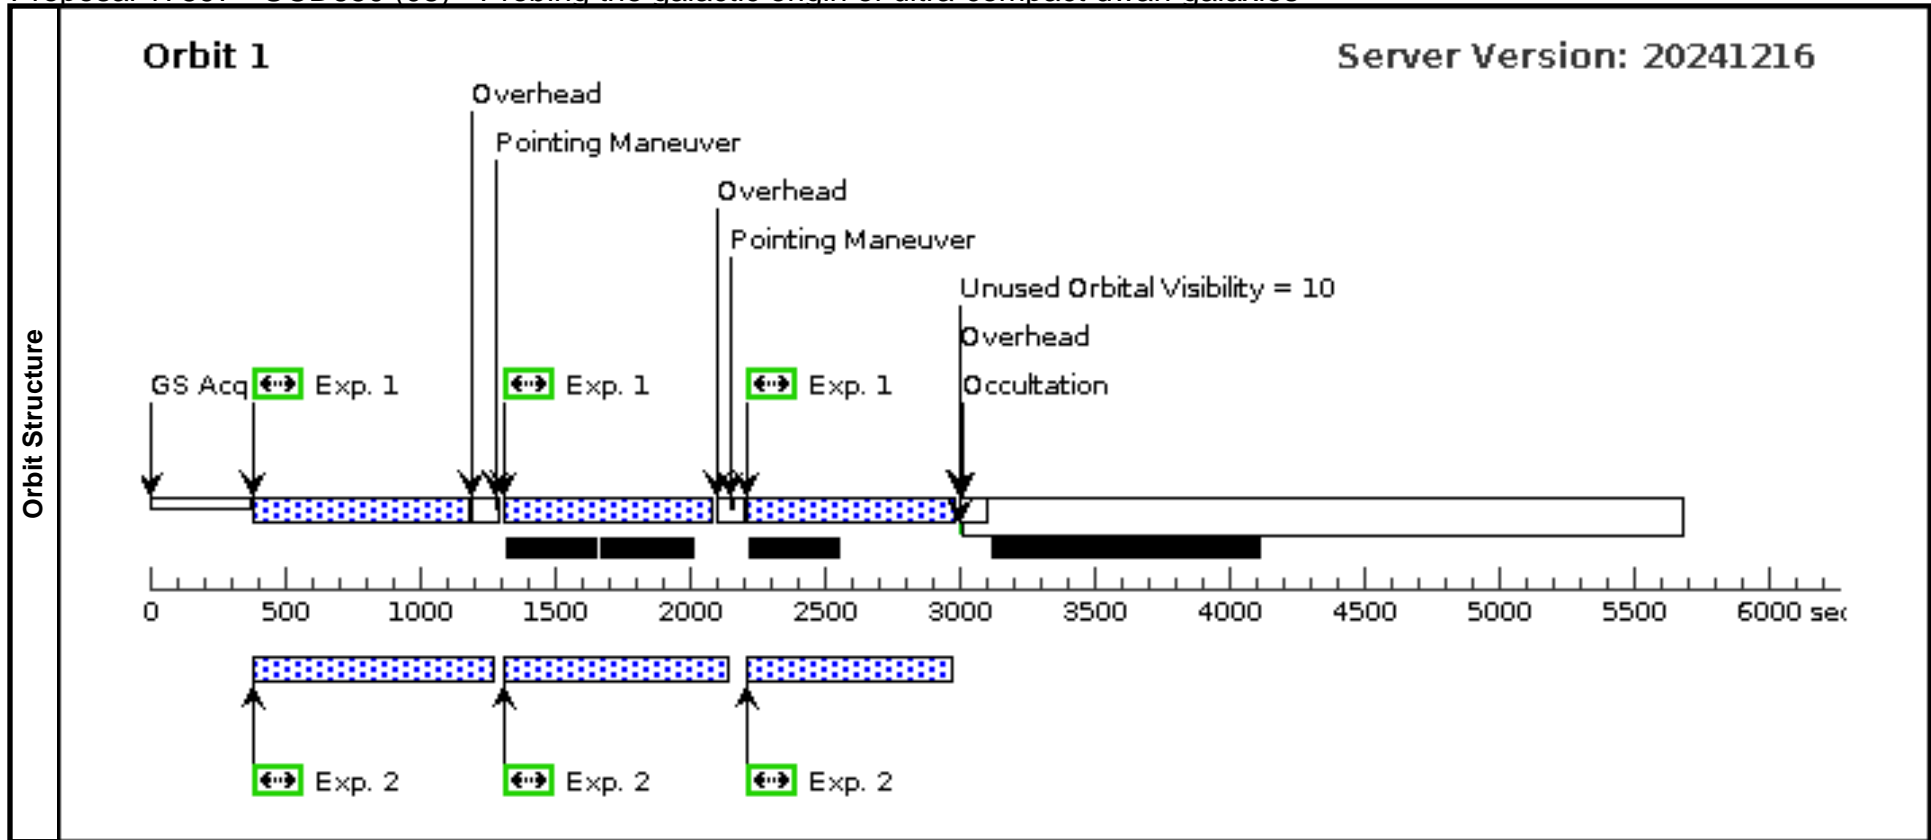 Orbit 1
Server Version: 20241216
Overhead
Pointing Maneuver
Overhead
Pointing Maneuver
Unused Orbital Visibility = 10
Overhead
GS Acq Exp. 1 Exp. 1 Exp. 1 Occultation
Orbit Structure
0 500 1000 1500 2000 2500 3000 3500 4000 4500 5000 5500 6000
Exp. 2 Exp. 2 Exp. 2